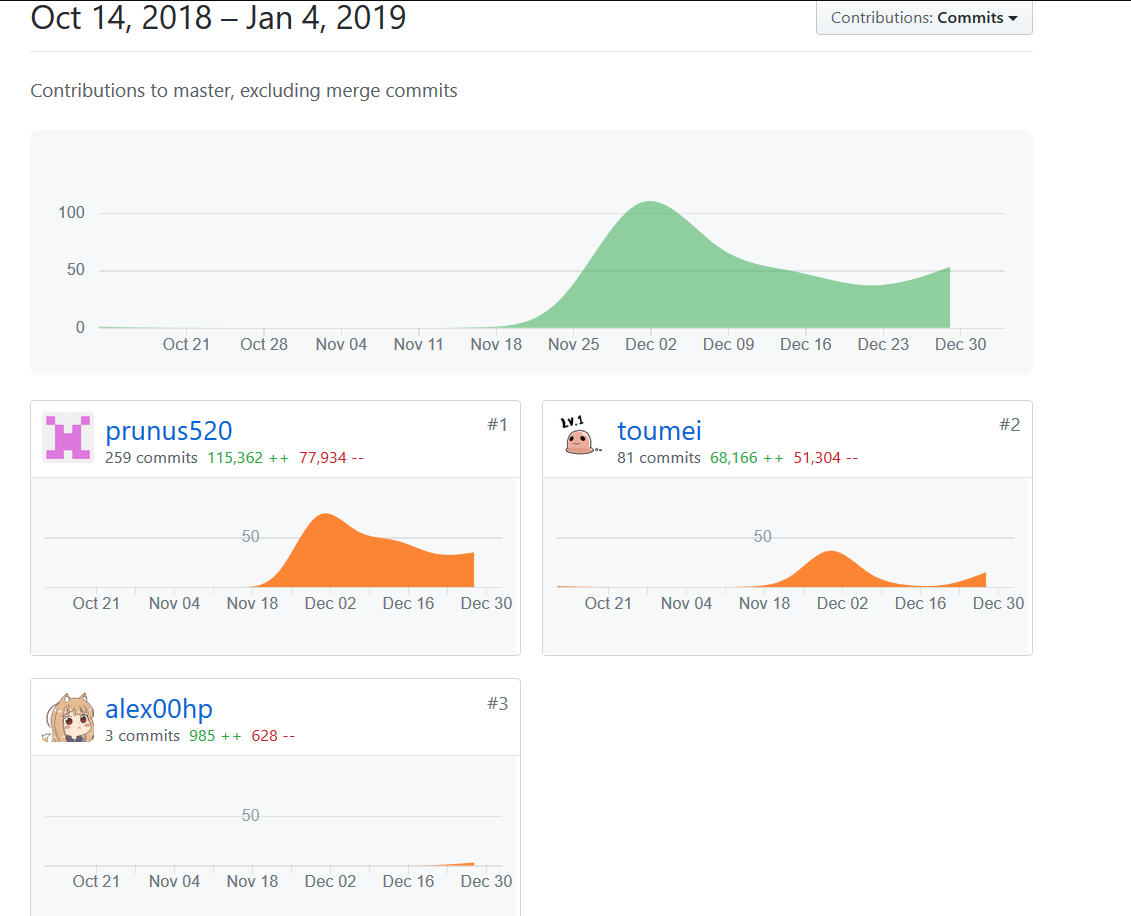 Oct 14, 2018 – Jan 4, 2019
Contributions: Commits
Contributions to master, excluding merge commits
100
50
0
Oct 21 Oct 28 Nov 04 Nov 11 Nov 18 Nov 25 Dec 02 Dec 09 Dec 16 Dec 23 Dec 30
prunus520 #1
259 commits 115,362 ++ 77,934 --
50
Oct 21 Nov 04 Nov 18 Dec 02 Dec 16 Dec 30
Lv.1
toumei #2
81 commits 68,166 ++ 51,304 --
50
Oct 21 Nov 04 Nov 18 Dec 02 Dec 16 Dec 30
alex00hp #3
3 commits 985 ++ 628 --
50
Oct 21 Nov 04 Nov 18 Dec 02 Dec 16 Dec 30